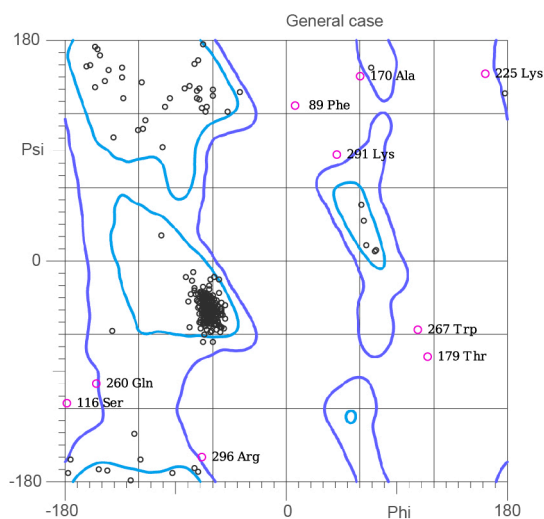 General case
180
170 Ala
225 Lys
89 Phe
Psi
291 Lys
0
267 Trp
179 Thr
260 Gln
116 Ser
296 Arg
-180
-180
0
Phi
180